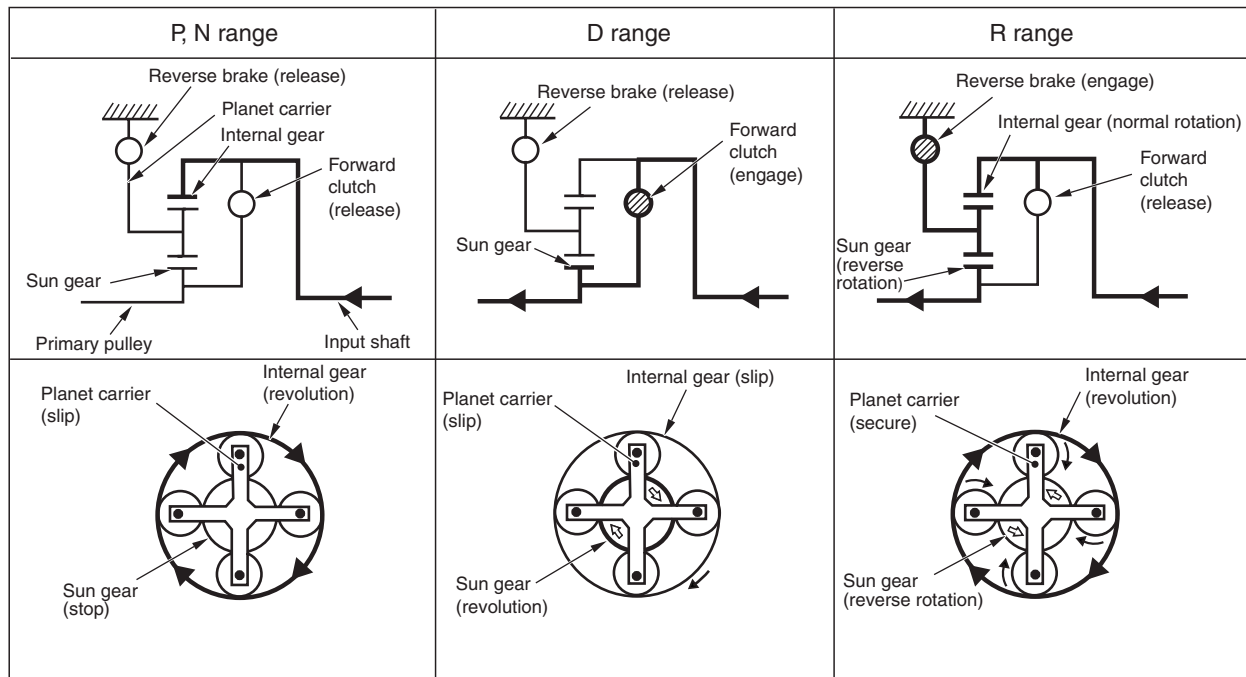 P, N range
D range
R range
Reverse brake (release)
Planet carrier
Internal gear
Forward
clutch
(release)
Sun gear
Primary pulley
Input shaft
Reverse brake (release)
Forward
clutch
(engage)
Sun gear
Reverse brake (engage)
Internal gear (normal rotation)
Forward
clutch
(release)
Sun gear
(reverse
rotation)
Internal gear
(revolution)
Planet carrier
(slip)
Sun gear
(stop)
Internal gear (slip)
Planet carrier
(slip)
Sun gear
(revolution)
Internal gear
(revolution)
Planet carrier
(secure)
Sun gear
(reverse rotation)